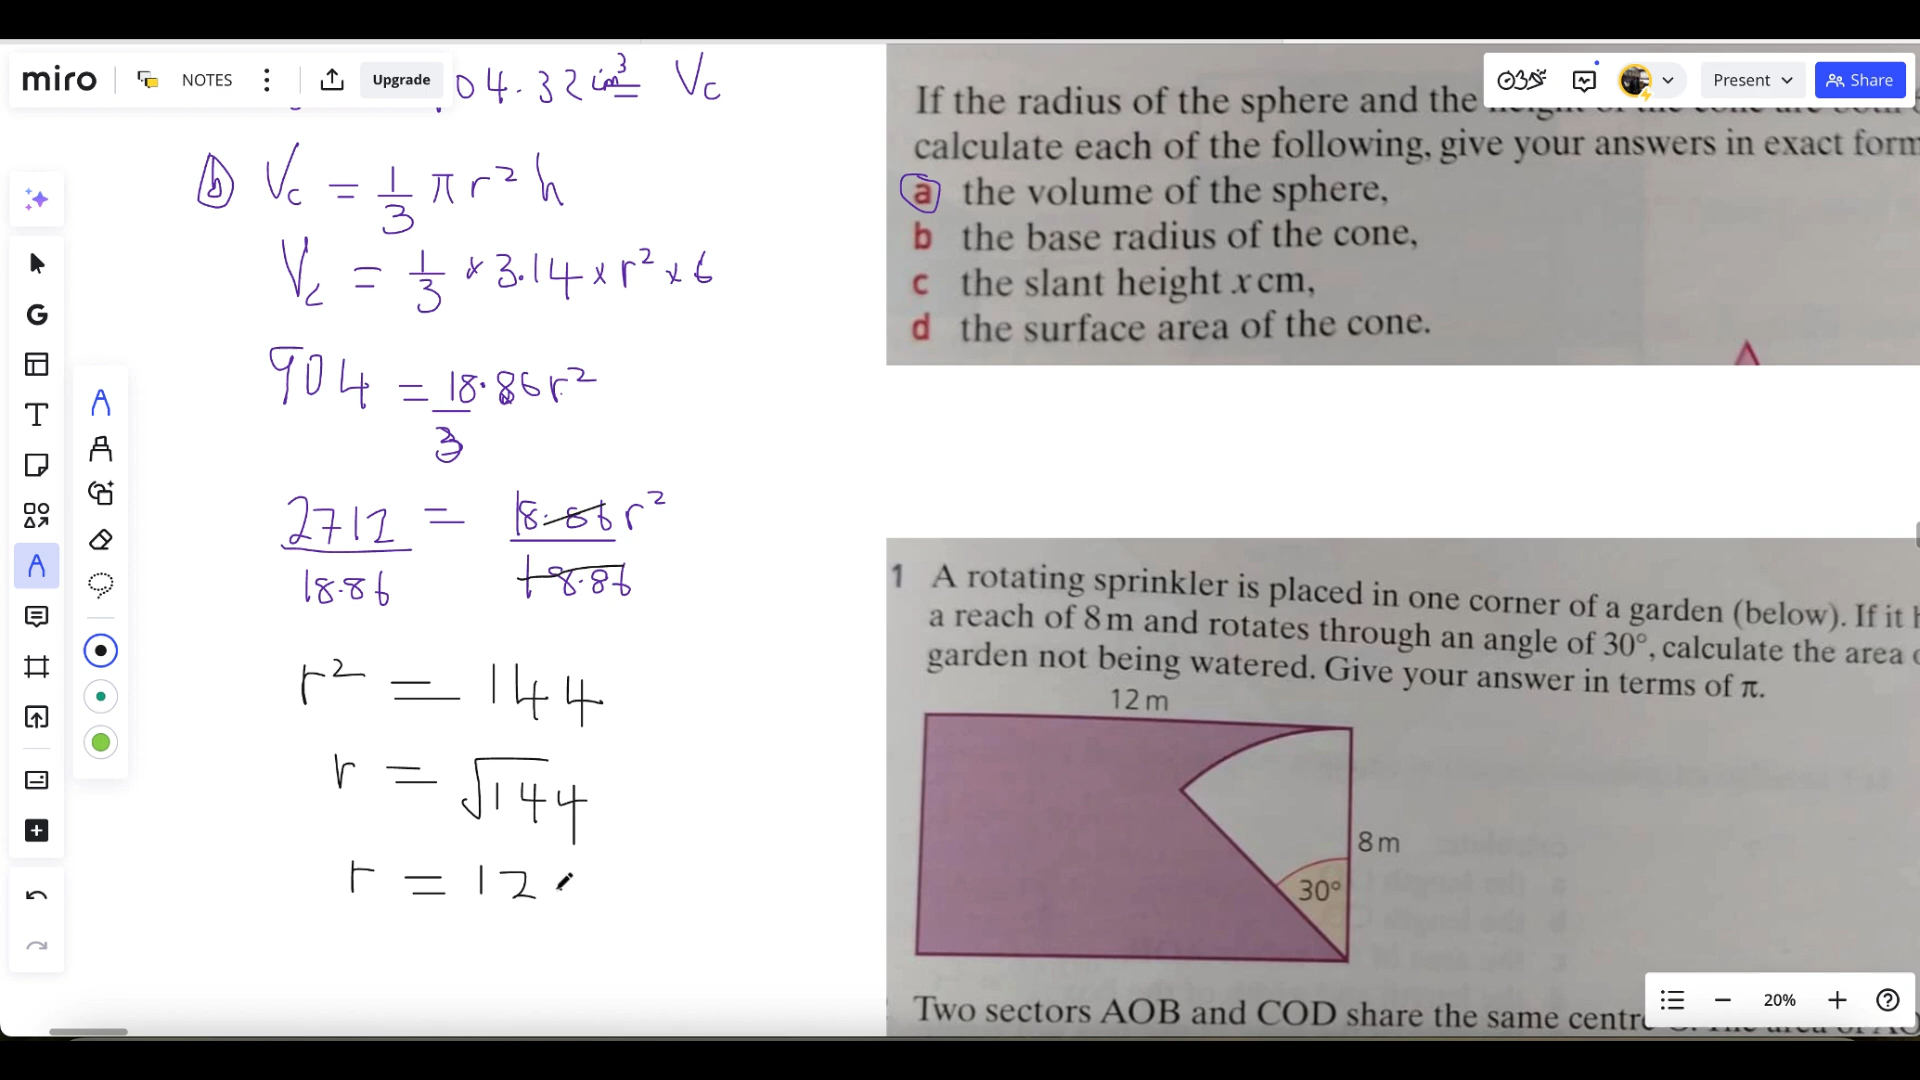 miro NOTES Upgrade Present Share
04.32 cm³ = Vc
b Vc = 1/3 π r² h
Vc = 1/3 × 3.14 × r² × 6
904 = 18.86r² / 3
2712 / 18.86 = 18.86 r² / 18.86
r² = 144
r = √144
r = 12
If the radius of the sphere and the
calculate each of the following, give your answers in exact form
a the volume of the sphere,
b the base radius of the cone,
c the slant height x cm,
d the surface area of the cone.
1 A rotating sprinkler is placed in one corner of a garden (below). If it
a reach of 8 m and rotates through an angle of 30°, calculate the area
garden not being watered. Give your answer in terms of π.
12 m
8 m
30°
Two sectors AOB and COD share the same
20%